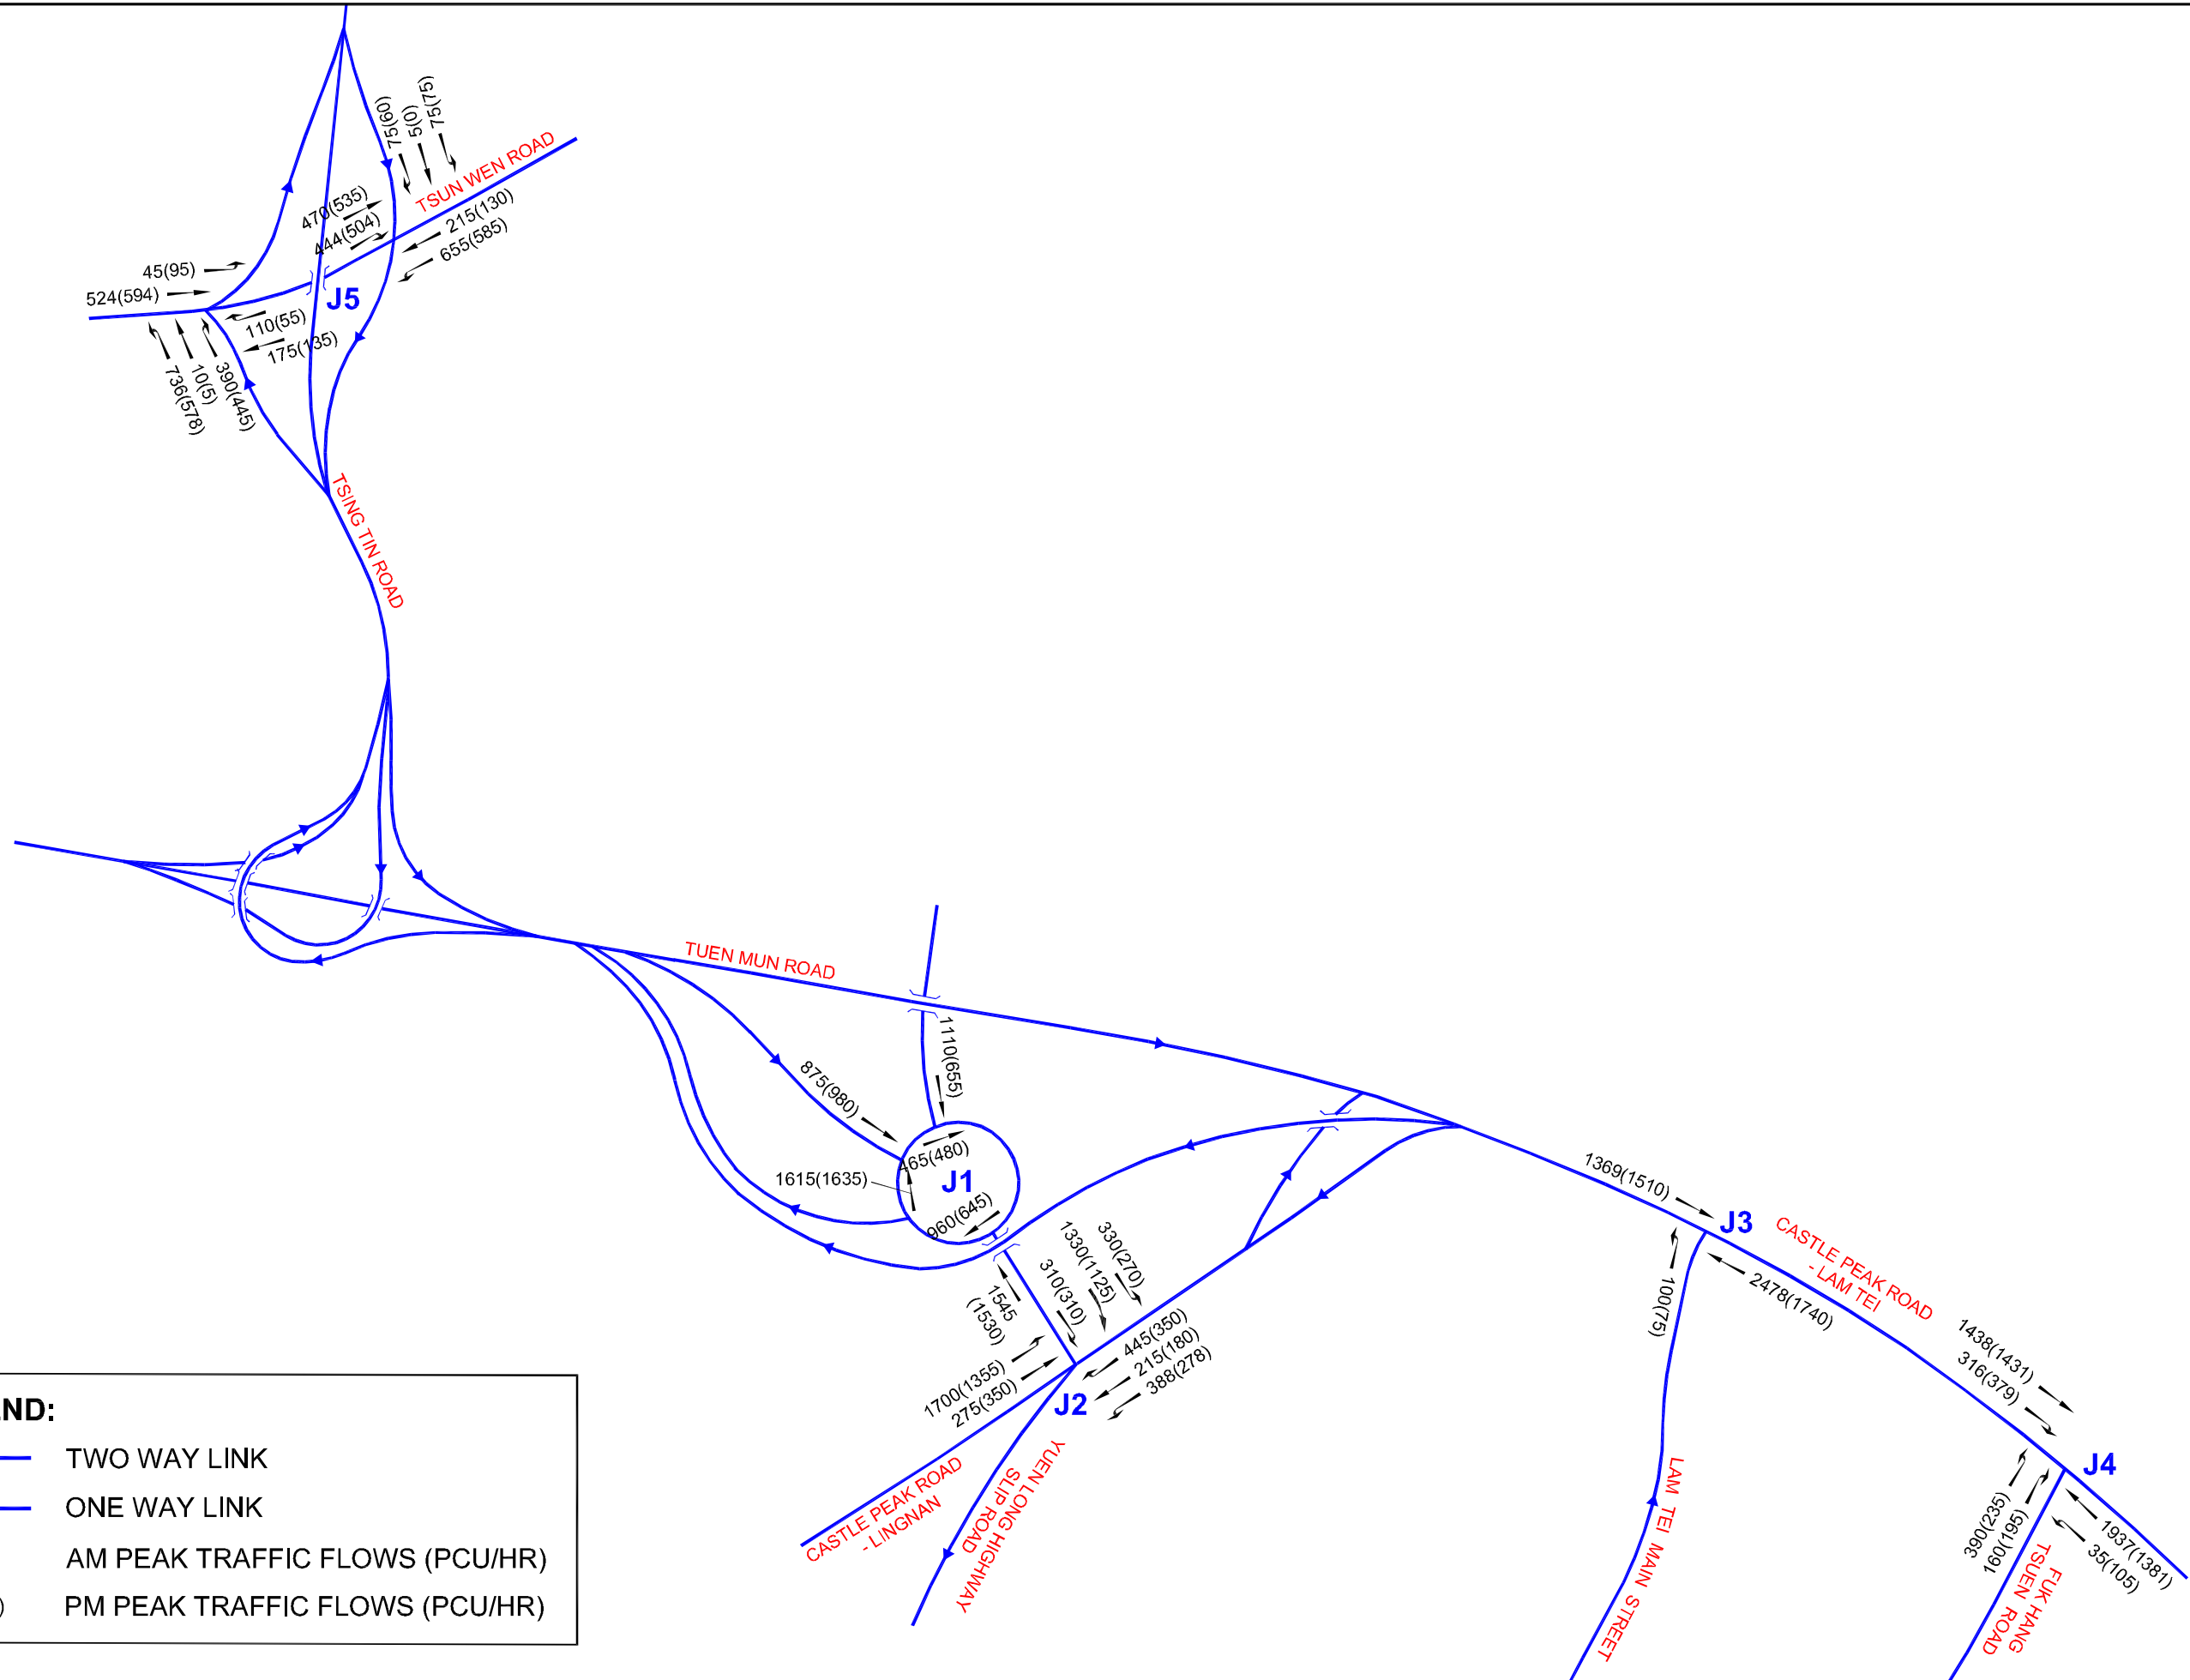 75(60)
5(0)
75(75)
TSUN WEN ROAD
470(535)
444(504)
215(130)
655(585)
45(95)
524(594)
J5
110(55)
175(135)
736(578)
10(5)
390(445)
TSING TIN ROAD
TUEN MUN ROAD
1110(655)
875(980)
465(480)
1615(1635)
J1
960(645)
1545
(1530)
310(310)
1330(1125)
330(270)
1700(1355)
275(350)
445(350)
215(180)
388(278)
J2
CASTLE PEAK ROAD
- LINGNAN
YUEN LONG HIGHWAY
SLIP ROAD
1369(1510)
J3
CASTLE PEAK ROAD
- LAM TEI
100(75)
2478(1740)
1438(1431)
316(379)
J4
390(235)
160(195)
1937(1381)
35(105)
LAM TEI MAIN STREET
FUK HANG
TSUEN ROAD
ND:
TWO WAY LINK
ONE WAY LINK
AM PEAK TRAFFIC FLOWS (PCU/HR)
) PM PEAK TRAFFIC FLOWS (PCU/HR)